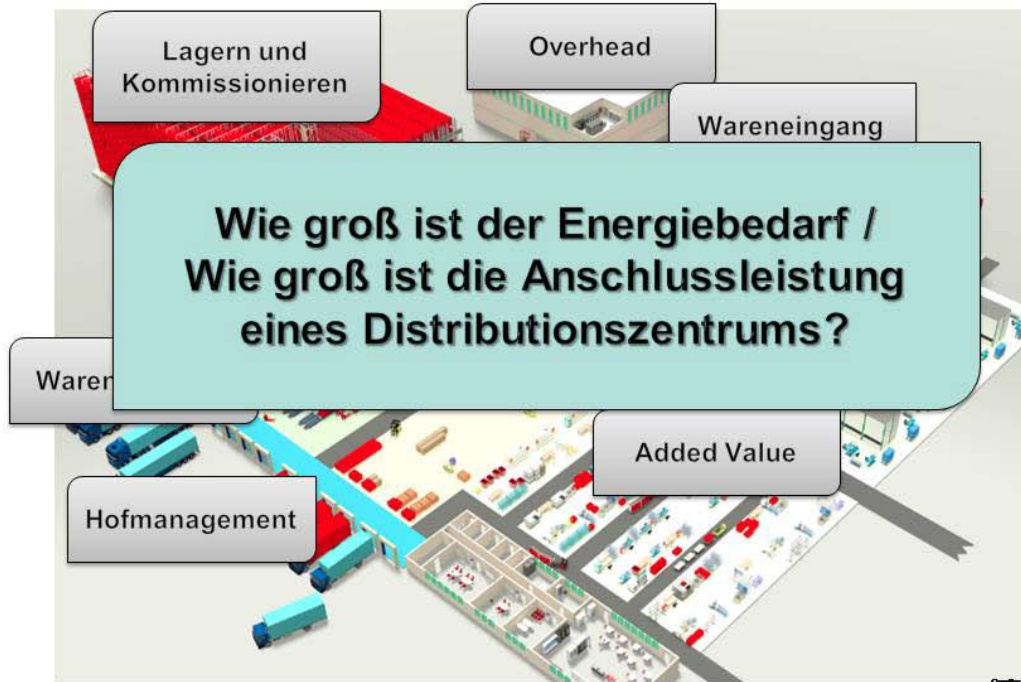 Lagern und
Kommissionieren
Overhead
Wareneingang
Wie groß ist der Energiebedarf /
Wie groß ist die Anschlussleistung
eines Distributionszentrums?
Added Value
Hofmanagement